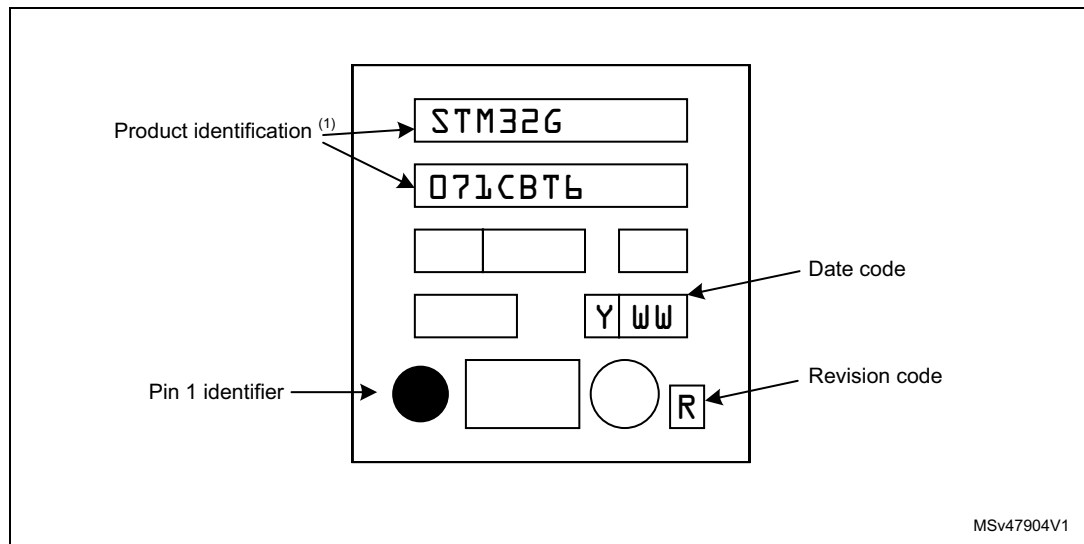 STM32G
Product identification (1)
071CBT6
Date code
Y WW
Pin 1 identifier
Revision code
R
MSv47904V1